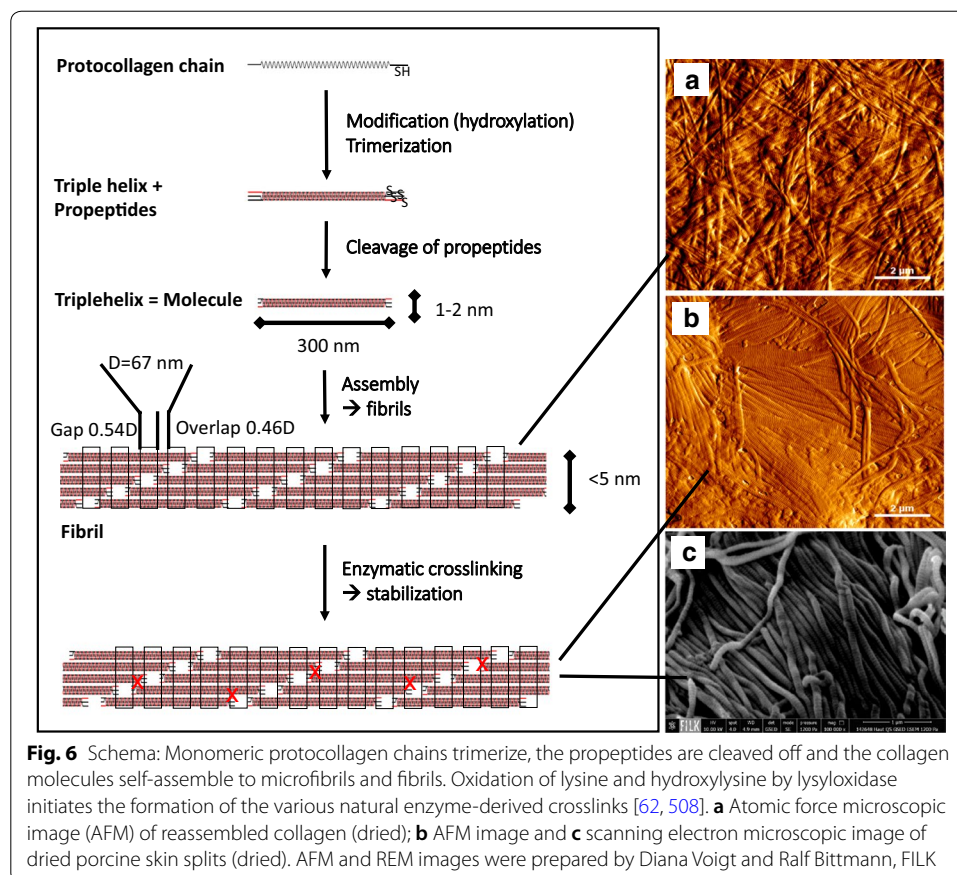 Protocollagen chain
SH
Modification (hydroxylation)
Trimerization
Triple helix +
Propeptides
S
S
S
S
Cleavage of propeptides
Triplehelix = Molecule
1-2 nm
300 nm
D=67 nm
Assembly
→ fibrils
Gap 0.54D
Overlap 0.46D
<5 nm
Fibril
Enzymatic crosslinking
→ stabilization
X
X
X
X
X
a
2 µm
b
2 µm
c
FILK
Fig. 6 Schema: Monomeric protocollagen chains trimerize, the propeptides are cleaved off and the collagen
molecules self-assemble to microfibrils and fibrils. Oxidation of lysine and hydroxylysine by lysyloxidase
initiates the formation of the various natural enzyme-derived crosslinks [62, 508]. a Atomic force microscopic
image (AFM) of reassembled collagen (dried); b AFM image and c scanning electron microscopic image of
dried porcine skin splits (dried). AFM and REM images were prepared by Diana Voigt and Ralf Bittmann, FILK